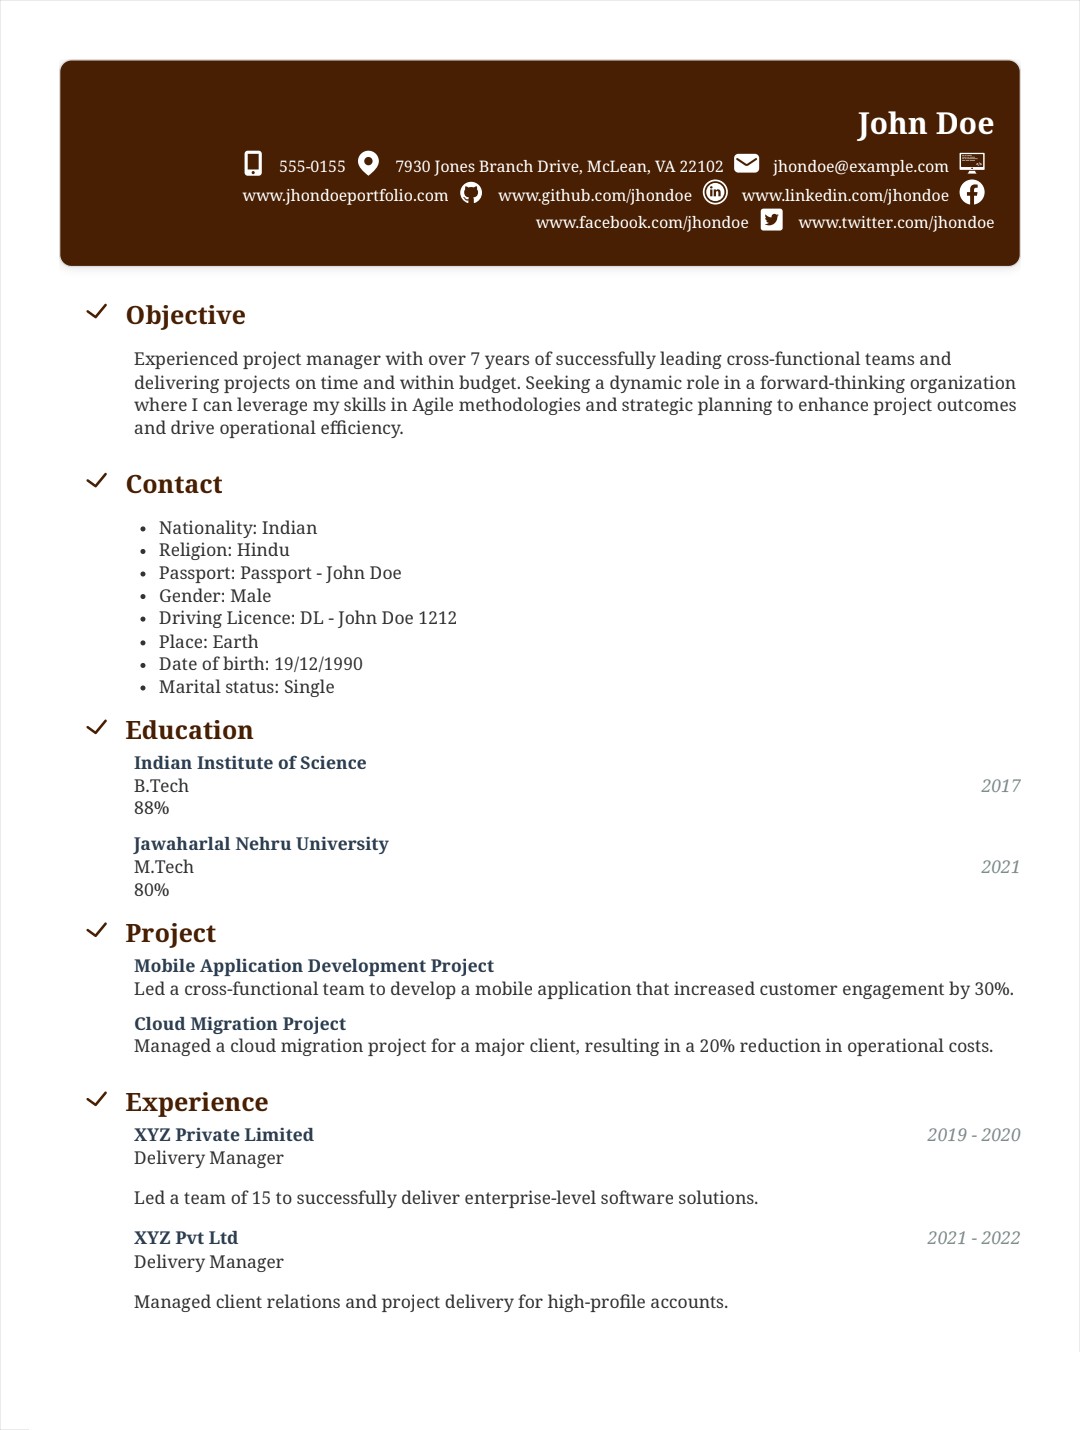 John Doe
555-0155 7930 Jones Branch Drive, McLean, VA 22102 jhondoe@example.com
www.jhondoeportfolio.com www.github.com/jhondoe www.linkedin.com/jhondoe
www.facebook.com/jhondoe www.twitter.com/jhondoe
Objective
Experienced project manager with over 7 years of successfully leading cross-functional teams and
delivering projects on time and within budget. Seeking a dynamic role in a forward-thinking organization
where I can leverage my skills in Agile methodologies and strategic planning to enhance project outcomes
and drive operational efficiency.
Contact
• Nationality: Indian
• Religion: Hindu
• Passport: Passport - John Doe
• Gender: Male
• Driving Licence: DL - John Doe 1212
• Place: Earth
• Date of birth: 19/12/1990
• Marital status: Single
Education
Indian Institute of Science
B.Tech 2017
88%
Jawaharlal Nehru University
M.Tech 2021
80%
Project
Mobile Application Development Project
Led a cross-functional team to develop a mobile application that increased customer engagement by 30%.
Cloud Migration Project
Managed a cloud migration project for a major client, resulting in a 20% reduction in operational costs.
Experience
XYZ Private Limited 2019 - 2020
Delivery Manager
Led a team of 15 to successfully deliver enterprise-level software solutions.
XYZ Pvt Ltd 2021 - 2022
Delivery Manager
Managed client relations and project delivery for high-profile accounts.